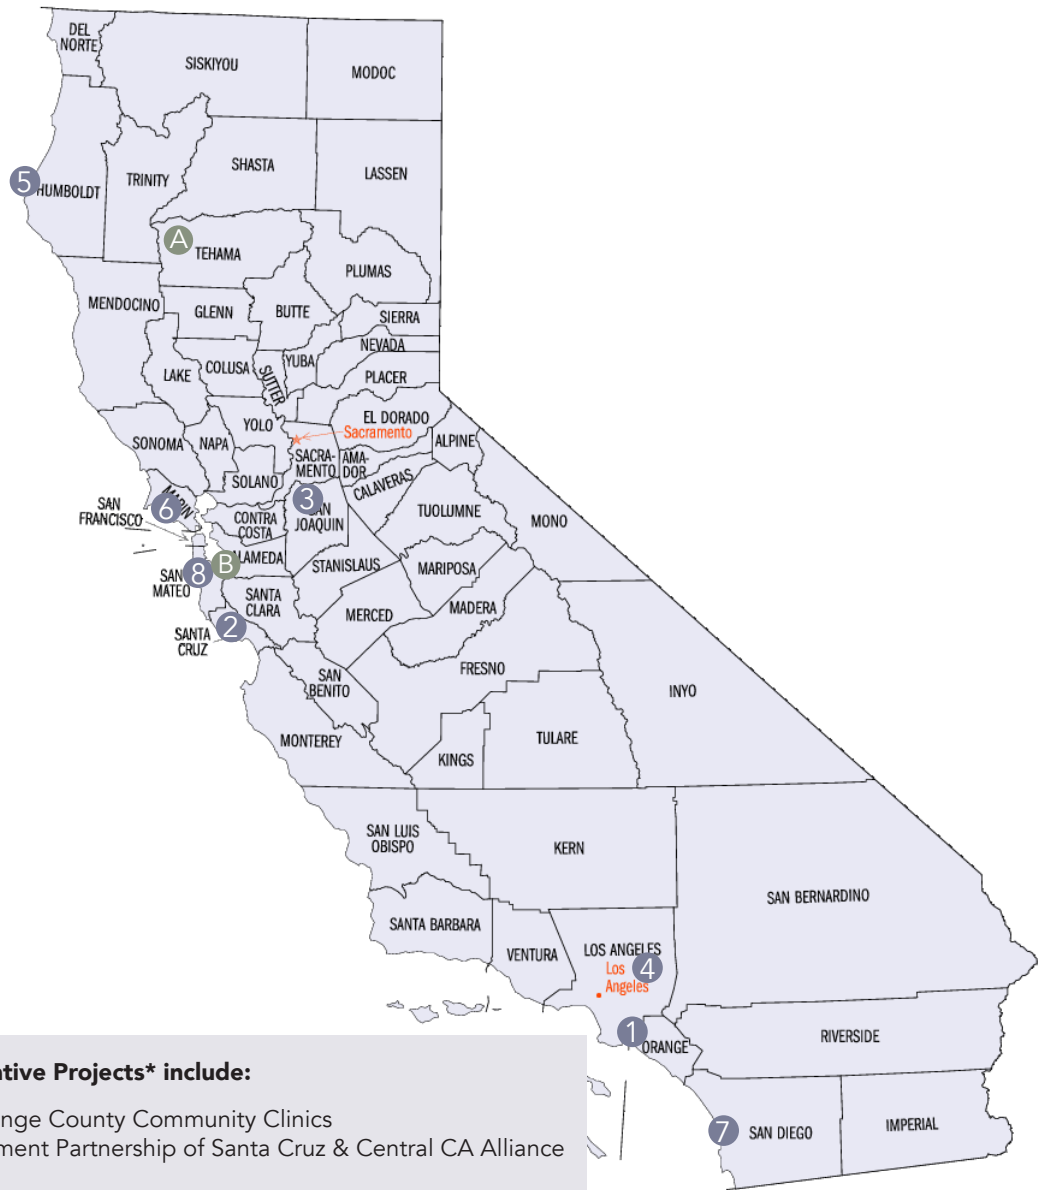 DEL
NORTE
SISKIYOU
MODOC
5
HUMBOLDT
TRINITY
SHASTA
LASSEN
A
TEHAMA
PLUMAS
MENDOCINO
GLENN
BUTTE
SIERRA
NEVADA
LAKE
COLUSA
SUTTER
YUBA
PLACER
SONOMA
NAPA
YOLO
EL DORADO
Sacramento
ALPINE
SOLANO
SACRA-
MENTO
AMA-
DOR
CALAVERAS
MARIN
6
SAN
FRANCISCO
CONTRA
COSTA
3
SAN
JOAQUIN
TUOLUMNE
MONO
SAN
MATEO
8
B
ALAMEDA
STANISLAUS
MARIPOSA
SANTA
CLARA
MERCED
MADERA
SANTA
CRUZ
2
SAN
BENITO
FRESNO
INYO
MONTEREY
KINGS
TULARE
SAN LUIS
OBISPO
KERN
SAN BERNARDINO
SANTA BARBARA
VENTURA
LOS ANGELES
Los
Angeles
4
1
ORANGE
RIVERSIDE
7
SAN DIEGO
IMPERIAL
ative Projects* include:
nge County Community Clinics
ment Partnership of Santa Cruz & Central CA Alliance